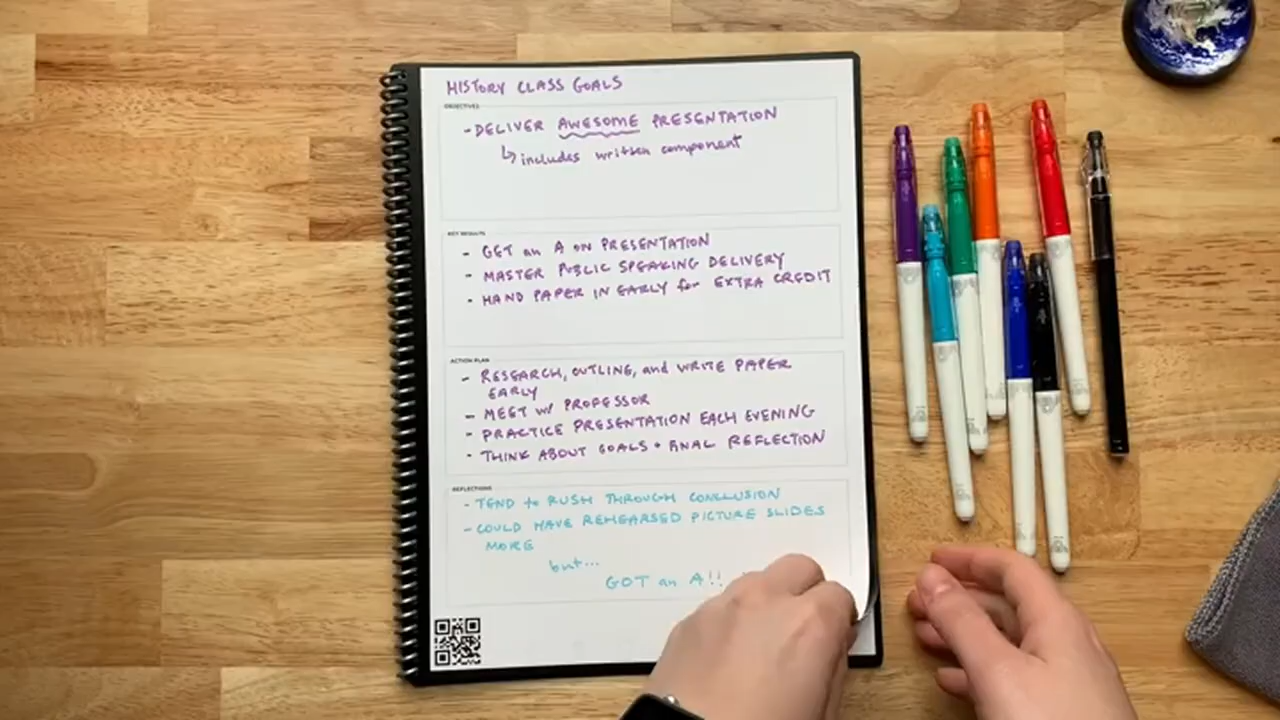 HISTORY CLASS GOALS
OBJECTIVES
- DELIVER AWESOME PRESENTATION
↳ includes written component
KEY RESULTS
- GET an A ON PRESENTATION
- MASTER PUBLIC SPEAKING DELIVERY
- HAND PAPER IN EARLY for EXTRA CREDIT
ACTION PLAN
- RESEARCH, OUTLINING, and WRITE PAPER
EARLY
- MEET w/ PROFESSOR
- PRACTICE PRESENTATION EACH EVENING
- THINK ABOUT GOALS + FINAL REFLECTION
REFLECTIONS
- TEND to RUSH THROUGH CONCLUSION
- COULD HAVE REHEARSED PICTURE SLIDES
MORE
but...
GOT an A!!